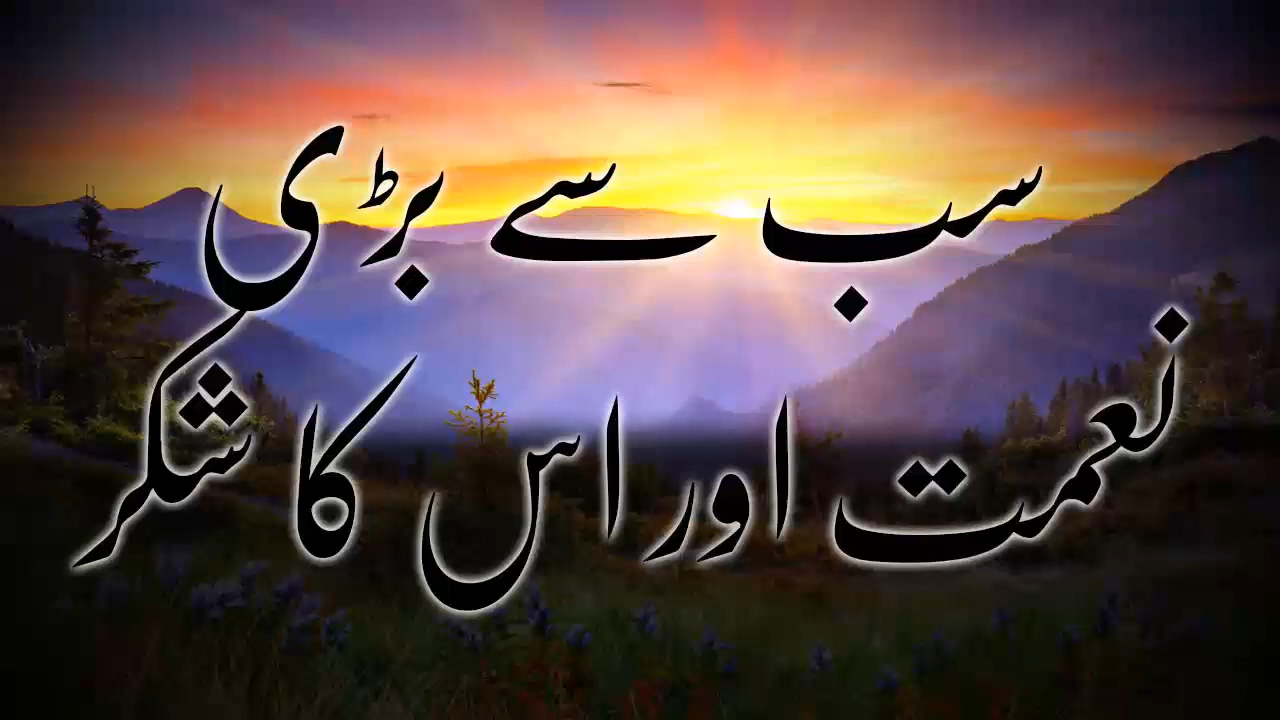 سب سے بڑی
نعمت اور اس کا شکر